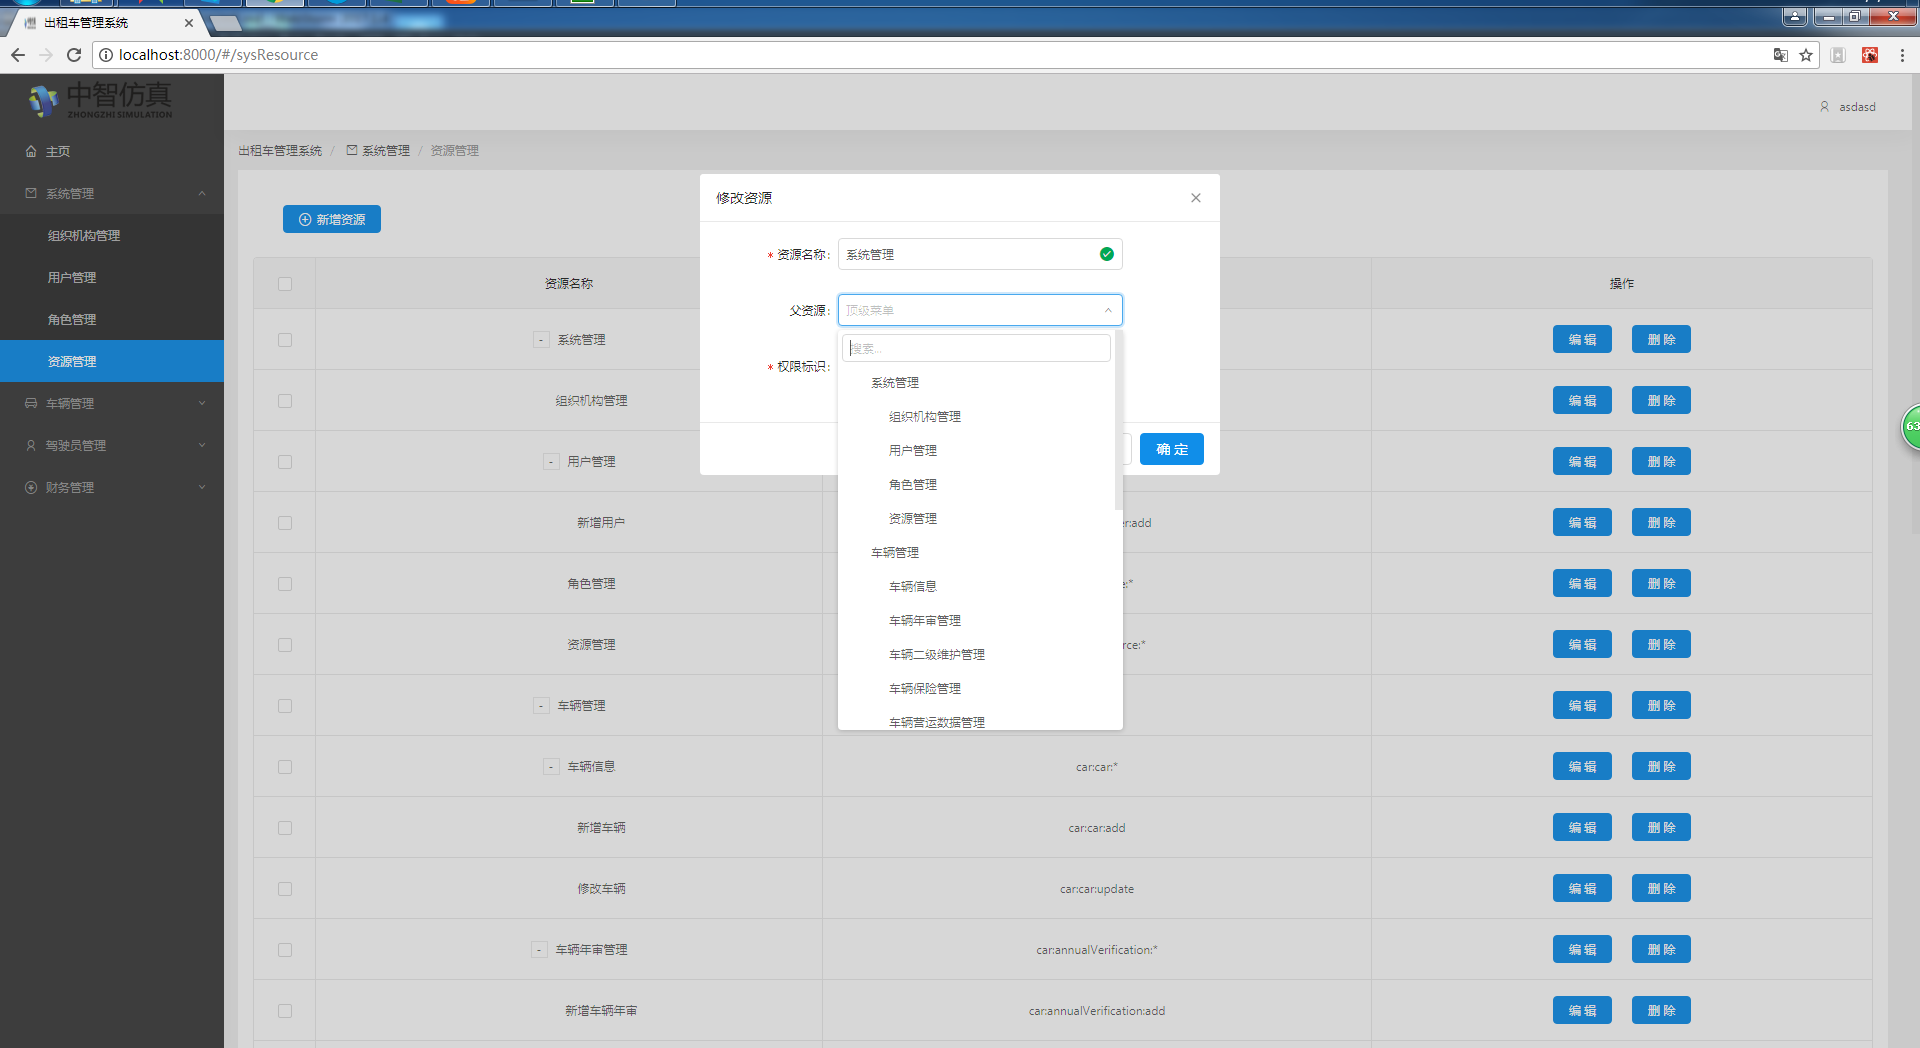 出租车管理系统
localhost:8000/#/sysResource
中智仿真
ZHONGZHI SIMULATION
asdasd
主页
系统管理
组织机构管理
用户管理
角色管理
资源管理
车辆管理
驾驶员管理
财务管理
出租车管理系统 / 系统管理 / 资源管理
新增资源
资源名称 操作
- 系统管理 编辑 删除
组织机构管理 编辑 删除
- 用户管理 编辑 删除
新增用户 er:add 编辑 删除
角色管理 e:* 编辑 删除
资源管理 rce:* 编辑 删除
- 车辆管理 编辑 删除
- 车辆信息 car:car:* 编辑 删除
新增车辆 car:car:add 编辑 删除
修改车辆 car:car:update 编辑 删除
- 车辆年审管理 car:annualVerification:* 编辑 删除
新增车辆年审 car:annualVerification:add 编辑 删除
修改资源
* 资源名称: 系统管理
父资源: 顶级菜单
* 权限标识:
搜索...
系统管理
组织机构管理
用户管理
角色管理
资源管理
车辆管理
车辆信息
车辆年审管理
车辆二级维护管理
车辆保险管理
车辆营运数据管理
确定
63